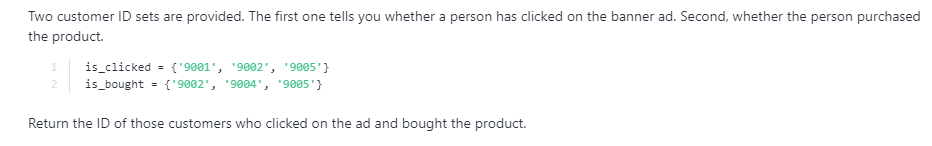 Two customer ID sets are provided. The first one tells you whether a person has clicked on the banner ad. Second, whether the person purchased
the product.
1 is_clicked = {'9001', '9002', '9005'}
2 is_bought = {'9002', '9004', '9005'}
Return the ID of those customers who clicked on the ad and bought the product.